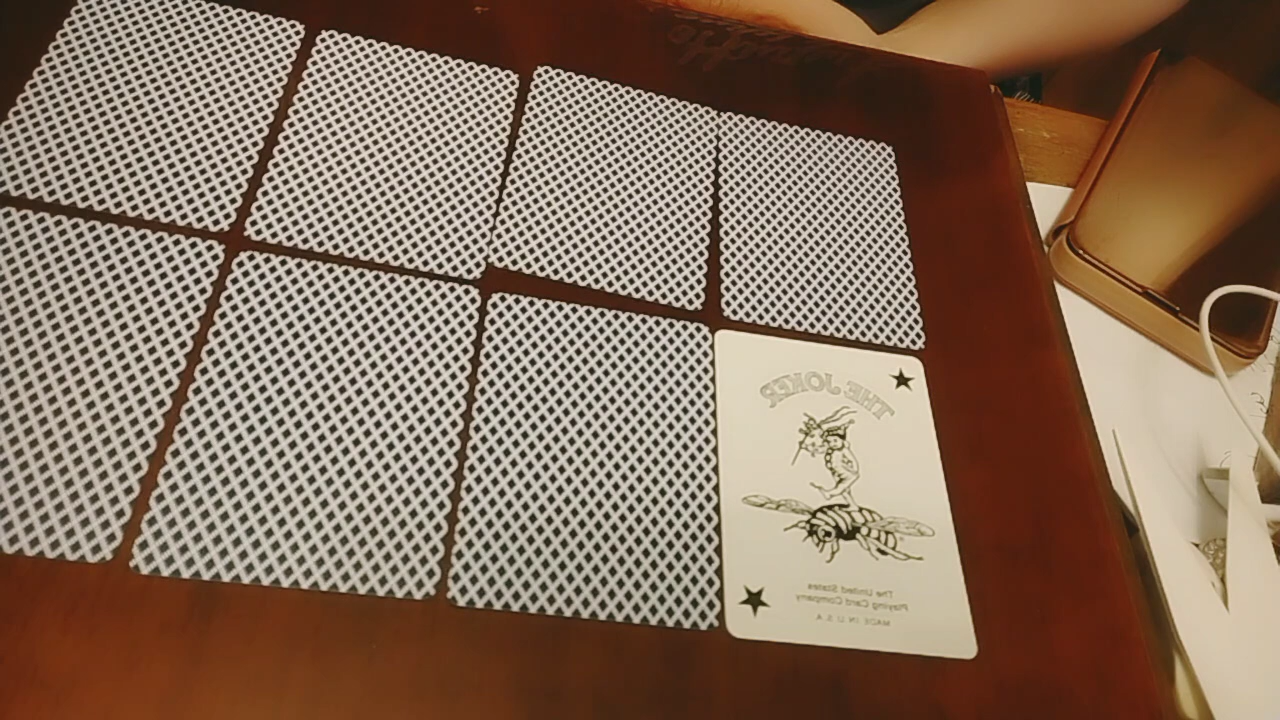 THE JOKER
The United States
Playing Card Company
MADE IN U.S.A.